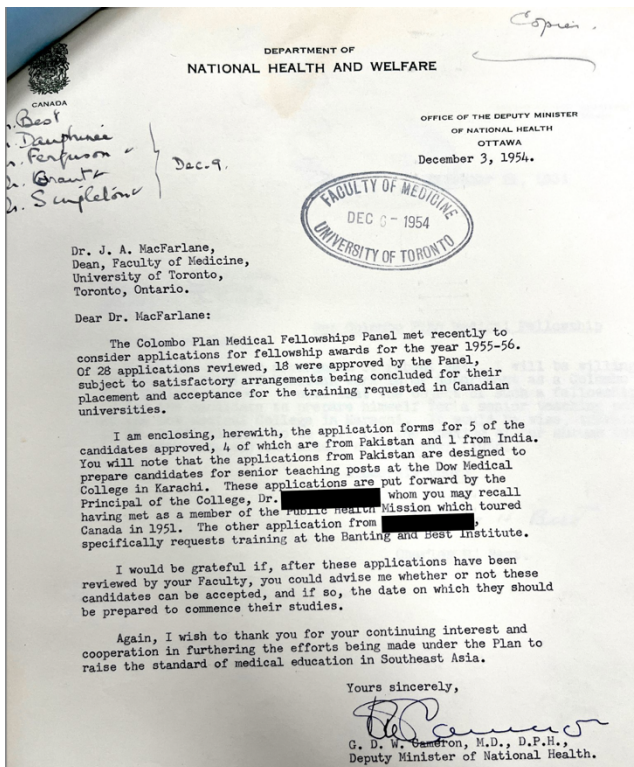 Copies.
DEPARTMENT OF
NATIONAL HEALTH AND WELFARE
CANADA
OFFICE OF THE DEPUTY MINISTER
OF NATIONAL HEALTH
OTTAWA
December 3, 1954.
Best
Dauphinee
Ferguson
Grant
Singleton
Dec. 9.
FACULTY OF MEDICINE
DEC 6 - 1954
UNIVERSITY OF TORONTO
Dr. J. A. MacFarlane,
Dean, Faculty of Medicine,
University of Toronto,
Toronto, Ontario.
Dear Dr. MacFarlane:
The Colombo Plan Medical Fellowships Panel met recently to
consider applications for fellowship awards for the year 1955-56.
Of 28 applications reviewed, 18 were approved by the Panel,
subject to satisfactory arrangements being concluded for their
placement and acceptance for the training requested in Canadian
universities.
I am enclosing, herewith, the application forms for 5 of the
candidates approved, 4 of which are from Pakistan and 1 from India.
You will note that the applications from Pakistan are designed to
prepare candidates for senior teaching posts at the Dow Medical
College in Karachi. These applications are put forward by the
Principal of the College, Dr. whom you may recall
having met as a member of the Public Health Mission which toured
Canada in 1951. The other application from ,
specifically requests training at the Banting and Best Institute.
I would be grateful if, after these applications have been
reviewed by your Faculty, you could advise me whether or not these
candidates can be accepted, and if so, the date on which they should
be prepared to commence their studies.
Again, I wish to thank you for your continuing interest and
cooperation in furthering the efforts being made under the Plan to
raise the standard of medical education in Southeast Asia.
Yours sincerely,
G. D. W. Cameron, M.D., D.P.H.,
Deputy Minister of National Health.